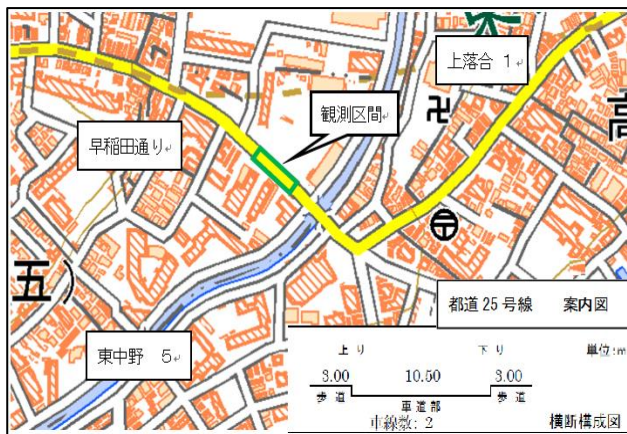 上落合 1
観測区間
早稲田通り
高
五)
東中野 5
都道25号線 案内図
上り 下り 単位:m
3.00 10.50 3.00
歩道 車道部 歩道
車線数: 2 横断構成図